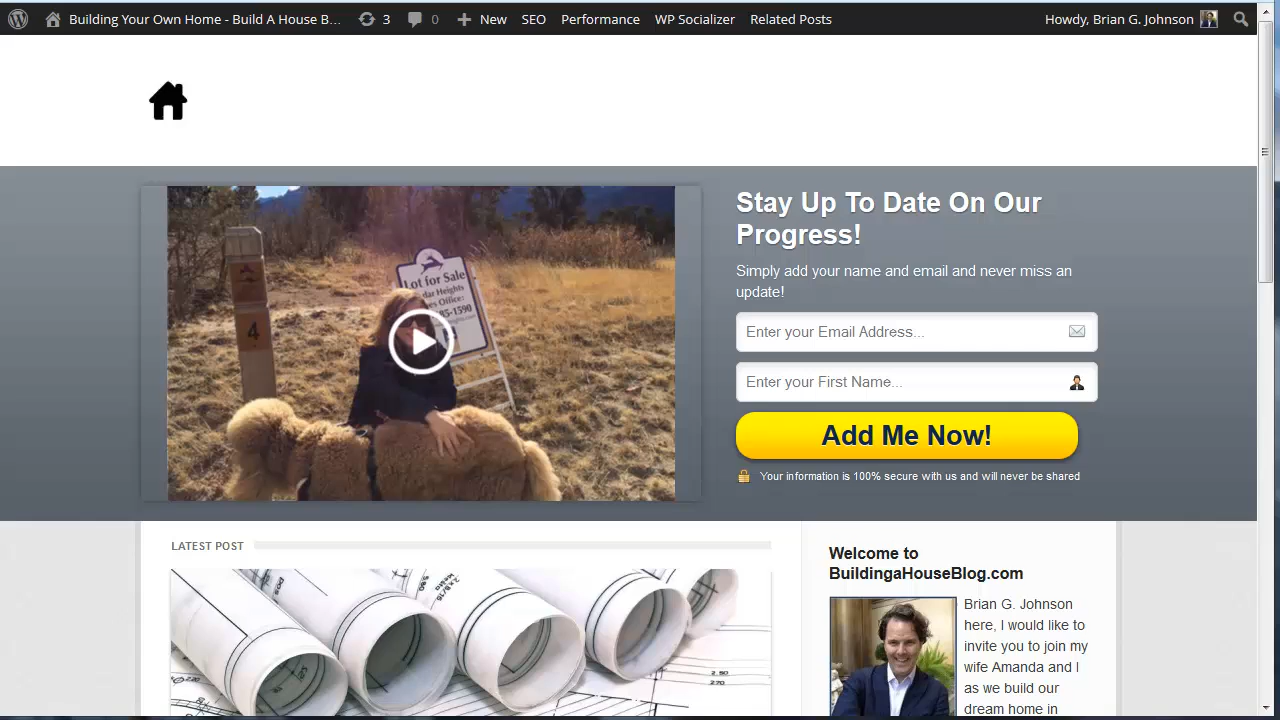 Building Your Own Home - Build A House B... 3 0 New SEO Performance WP Socializer Related Posts Howdy, Brian G. Johnson
Lot for Sale
Heights
4
Stay Up To Date On Our
Progress!
Simply add your name and email and never miss an
update!
Enter your Email Address...
Enter your First Name...
Add Me Now!
Your information is 100% secure with us and will never be shared
LATEST POST
Welcome to
BuildingaHouseBlog.com
Brian G. Johnson
here, I would like to
invite you to join my
wife Amanda and I
as we build our
dream home in